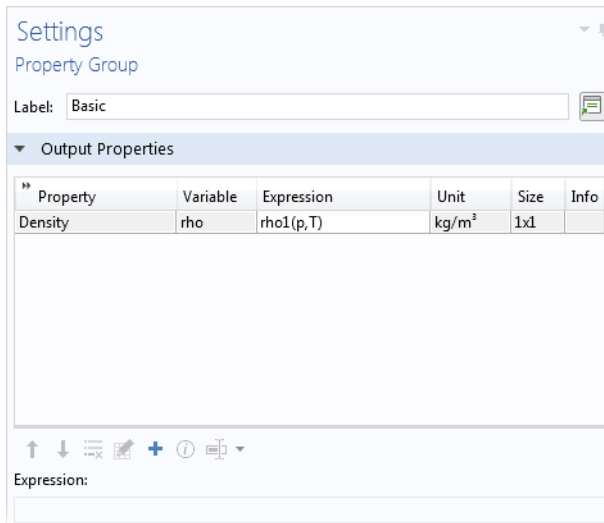 Settings
Property Group
Label: Basic
Output Properties
Property Variable Expression Unit Size Info
Density rho rho1(p,T) kg/m³ 1x1
Expression: